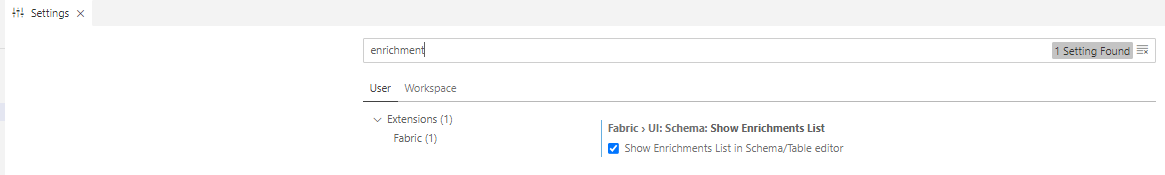 Settings
enrichment
1 Setting Found
User Workspace
Extensions (1)
Fabric (1)
Fabric › UI: Schema: Show Enrichments List
Show Enrichments List in Schema/Table editor